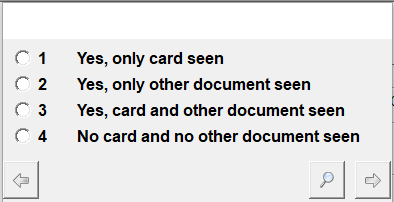 1 Yes, only card seen
2 Yes, only other document seen
3 Yes, card and other document seen
4 No card and no other document seen